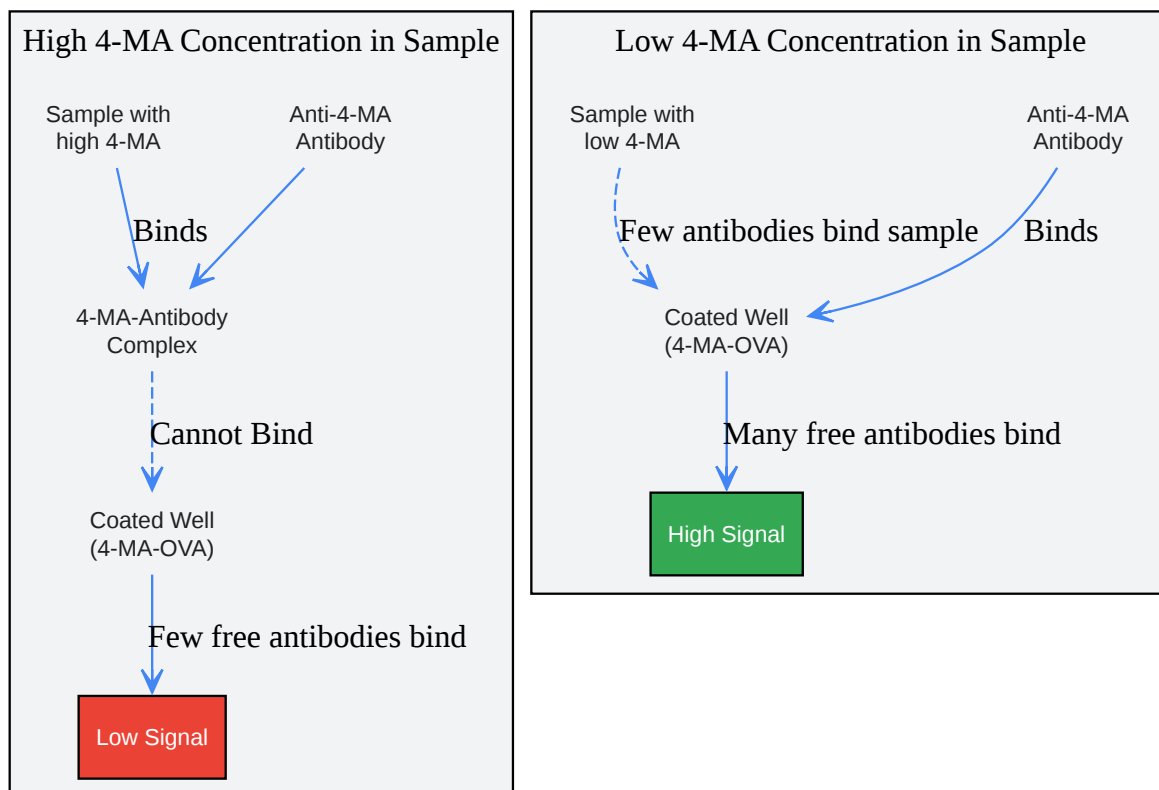 High 4-MA Concentration in Sample
Sample with
high 4-MA
Anti-4-MA
Antibody
Binds
4-MA-Antibody
Complex
Cannot Bind
Coated Well
(4-MA-OVA)
Few free antibodies bind
Low Signal
Low 4-MA Concentration in Sample
Sample with
low 4-MA
Anti-4-MA
Antibody
Few antibodies bind sample
Binds
Coated Well
(4-MA-OVA)
Many free antibodies bind
High Signal